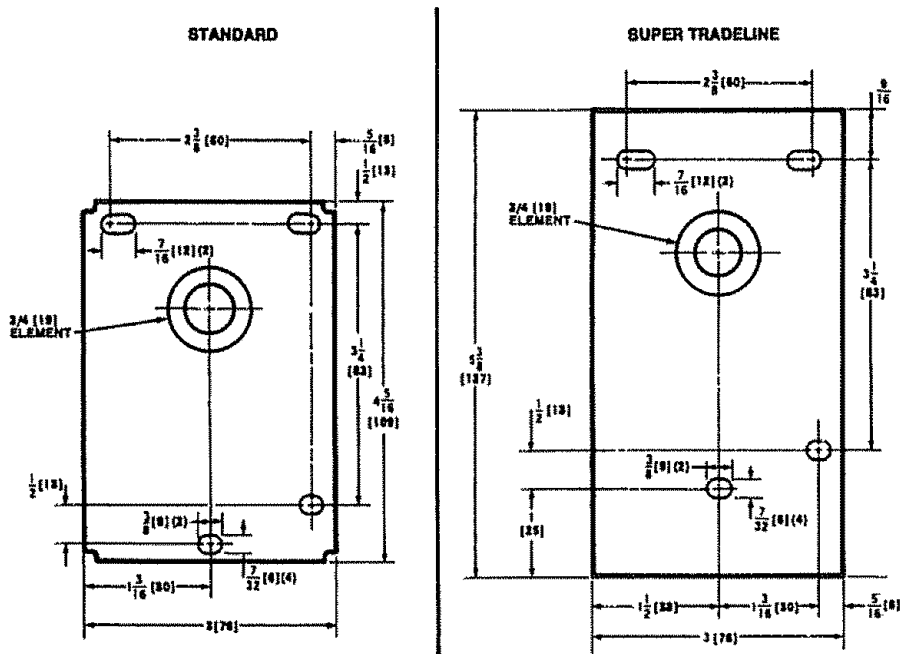 STANDARD
2 3/8 [60]
5/16 [8]
1/2 [13]
7/16 [12] (2)
3/4 [19]
ELEMENT
3 1/4
[83]
4 5/16
[109]
1/2 [13]
3/8 [9] (2)
7/32 [6] (4)
1 3/16 [30]
3 [76]
SUPER TRADELINE
2 3/8 [60]
9/16
7/16 [12] (2)
3/4 [19]
ELEMENT
3 1/4
[83]
5 3/8
[137]
1/2 [13]
3/8 [9] (2)
7/32 [6] (4)
[25]
1 1/2 [38]
1 3/16 [30]
5/16 [8]
3 [76]